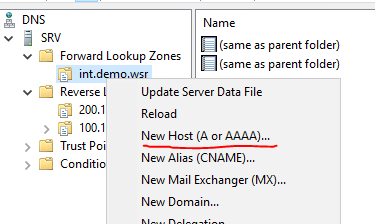 DNS
SRV
Forward Lookup Zones
int.demo.wsr
Reverse L
200.1
100.1
Trust Poin
Conditio
Name
(same as parent folder)
(same as parent folder)
Update Server Data File
Reload
New Host (A or AAAA)...
New Alias (CNAME)...
New Mail Exchanger (MX)...
New Domain...
New Delegation